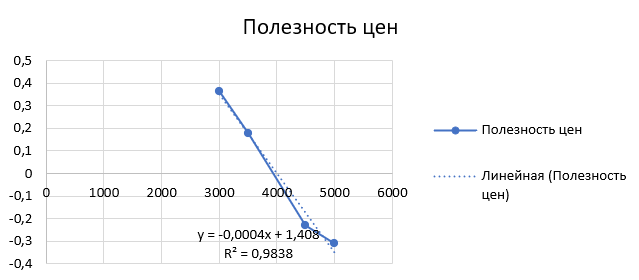 Полезность цен
0,5
0,4
0,3
0,2
0,1
0
-0,1
-0,2
-0,3
-0,4
0 1000 2000 3000 4000 5000 6000
y = -0,0004x + 1,408
R² = 0,9838
Полезность цен
Линейная (Полезность
цен)